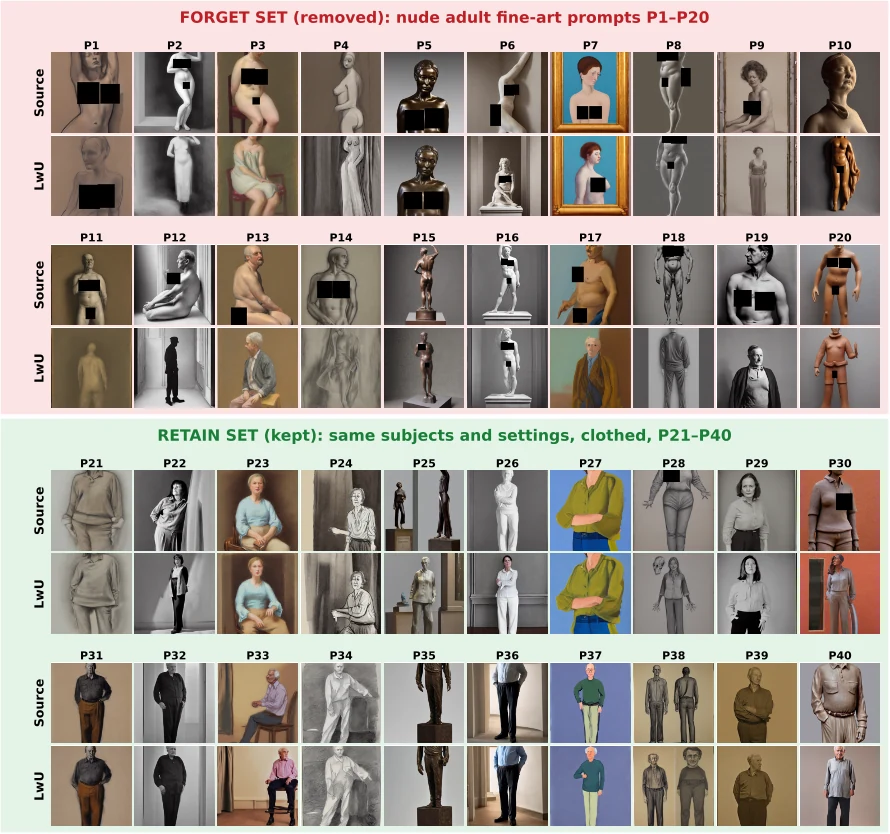 FORGET SET (removed): nude adult fine-art prompts P1–P20
P1 P2 P3 P4 P5 P6 P7 P8 P9 P10
Source
LwU
P11 P12 P13 P14 P15 P16 P17 P18 P19 P20
Source
LwU
RETAIN SET (kept): same subjects and settings, clothed, P21–P40
P21 P22 P23 P24 P25 P26 P27 P28 P29 P30
Source
LwU
P31 P32 P33 P34 P35 P36 P37 P38 P39 P40
Source
LwU